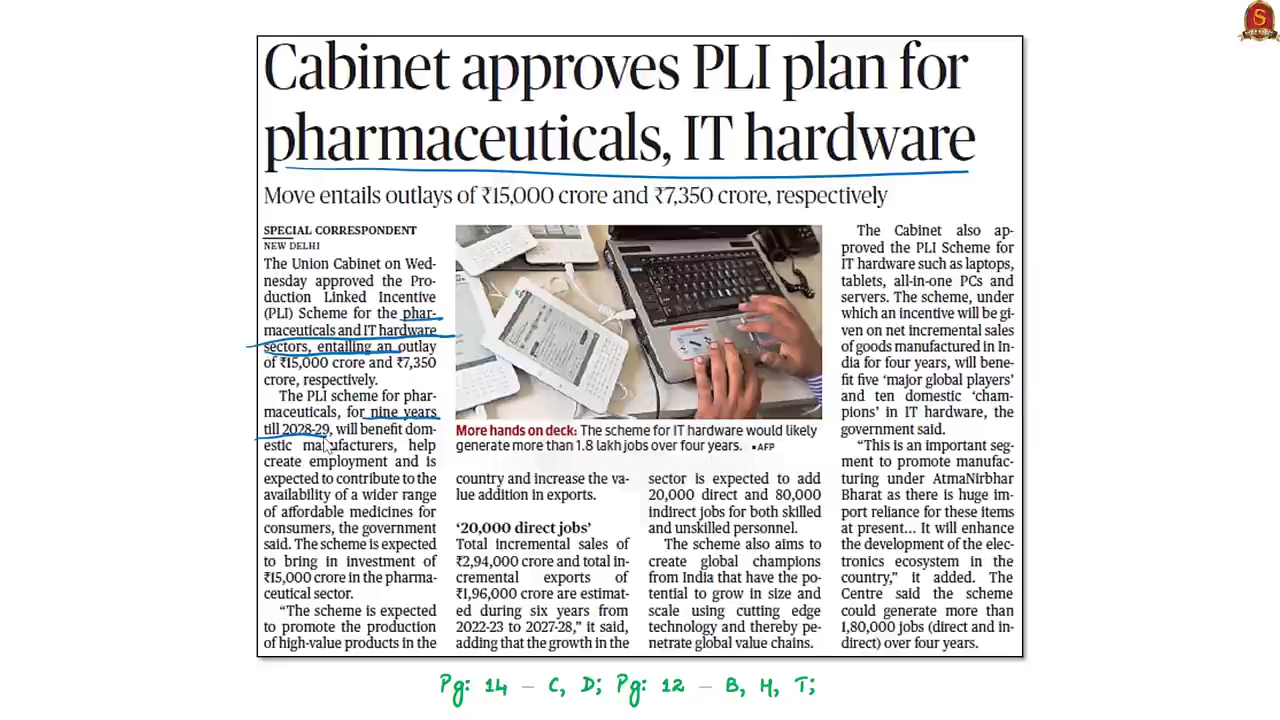 Cabinet approves PLI plan for
pharmaceuticals, IT hardware
Move entails outlays of ₹15,000 crore and ₹7,350 crore, respectively
SPECIAL CORRESPONDENT
NEW DELHI
The Union Cabinet on Wed-
nesday approved the Pro-
duction Linked Incentive
(PLI) Scheme for the phar-
maceuticals and IT hardware
sectors, entailing an outlay
of ₹15,000 crore and ₹7,350
crore, respectively.
The PLI scheme for phar-
maceuticals, for nine years
till 2028-29, will benefit dom-
estic manufacturers, help
create employment and is
expected to contribute to the
availability of a wider range
of affordable medicines for
consumers, the government
said. The scheme is expected
to bring in investment of
₹15,000 crore in the pharma-
ceutical sector.
"The scheme is expected
to promote the production
of high-value products in the
More hands on deck: The scheme for IT hardware would likely
generate more than 1.8 lakh jobs over four years. •AFP
country and increase the va-
lue addition in exports.
'20,000 direct jobs'
Total incremental sales of
₹2,94,000 crore and total in-
cremental exports of
₹1,96,000 crore are estimat-
ed during six years from
2022-23 to 2027-28," it said,
adding that the growth in the
sector is expected to add
20,000 direct and 80,000
indirect jobs for both skilled
and unskilled personnel.
The scheme also aims to
create global champions
from India that have the po-
tential to grow in size and
scale using cutting edge
technology and thereby pe-
netrate global value chains.
The Cabinet also ap-
proved the PLI Scheme for
IT hardware such as laptops,
tablets, all-in-one PCs and
servers. The scheme, under
which an incentive will be gi-
ven on net incremental sales
of goods manufactured in In-
dia for four years, will bene-
fit five 'major global players'
and ten domestic 'cham-
pions' in IT hardware, the
government said.
"This is an important seg-
ment to promote manufac-
turing under AtmaNirbhar
Bharat as there is huge im-
port reliance for these items
at present... It will enhance
the development of the elec-
tronics ecosystem in the
country," it added. The
Centre said the scheme
could generate more than
1,80,000 jobs (direct and in-
direct) over four years.
Pg: 14 – C, D; Pg: 12 – B, H, T;